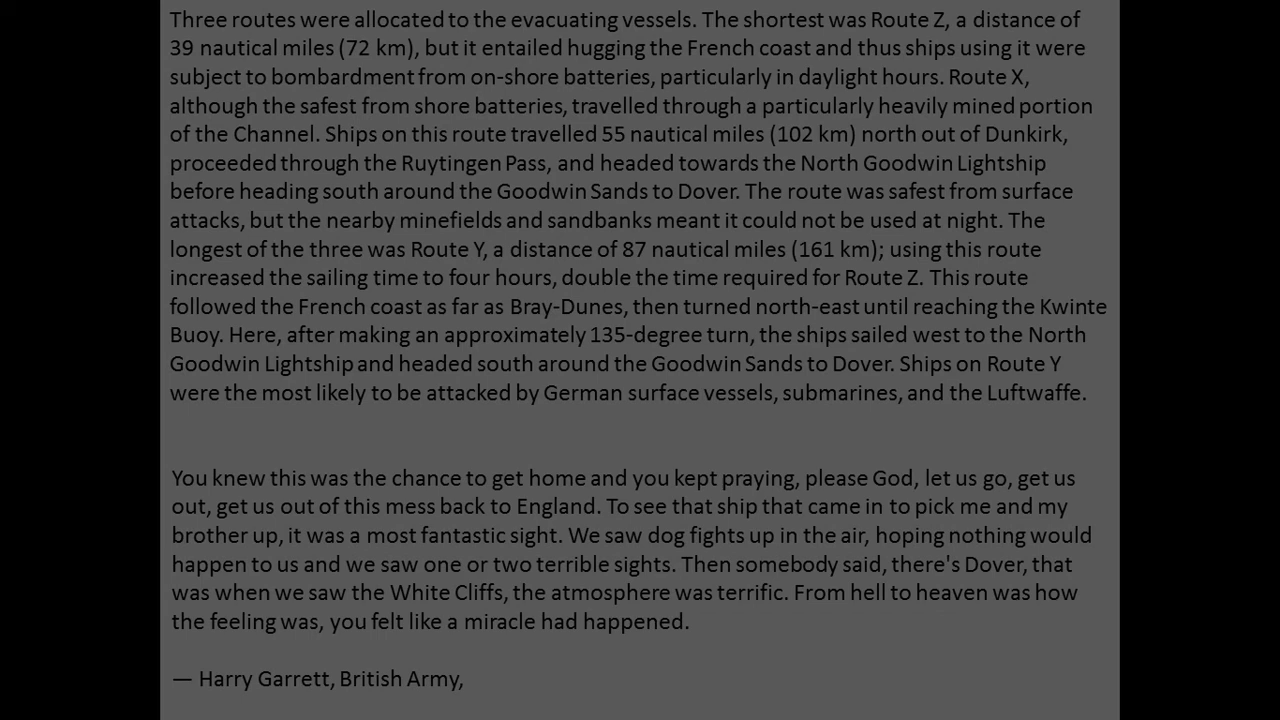 Three routes were allocated to the evacuating vessels. The shortest was Route Z, a distance of
39 nautical miles (72 km), but it entailed hugging the French coast and thus ships using it were
subject to bombardment from on-shore batteries, particularly in daylight hours. Route X,
although the safest from shore batteries, travelled through a particularly heavily mined portion
of the Channel. Ships on this route travelled 55 nautical miles (102 km) north out of Dunkirk,
proceeded through the Ruytingen Pass, and headed towards the North Goodwin Lightship
before heading south around the Goodwin Sands to Dover. The route was safest from surface
attacks, but the nearby minefields and sandbanks meant it could not be used at night. The
longest of the three was Route Y, a distance of 87 nautical miles (161 km); using this route
increased the sailing time to four hours, double the time required for Route Z. This route
followed the French coast as far as Bray-Dunes, then turned north-east until reaching the Kwinte
Buoy. Here, after making an approximately 135-degree turn, the ships sailed west to the North
Goodwin Lightship and headed south around the Goodwin Sands to Dover. Ships on Route Y
were the most likely to be attacked by German surface vessels, submarines, and the Luftwaffe.
You knew this was the chance to get home and you kept praying, please God, let us go, get us
out, get us out of this mess back to England. To see that ship that came in to pick me and my
brother up, it was a most fantastic sight. We saw dog fights up in the air, hoping nothing would
happen to us and we saw one or two terrible sights. Then somebody said, there's Dover, that
was when we saw the White Cliffs, the atmosphere was terrific. From hell to heaven was how
the feeling was, you felt like a miracle had happened.
— Harry Garrett, British Army,